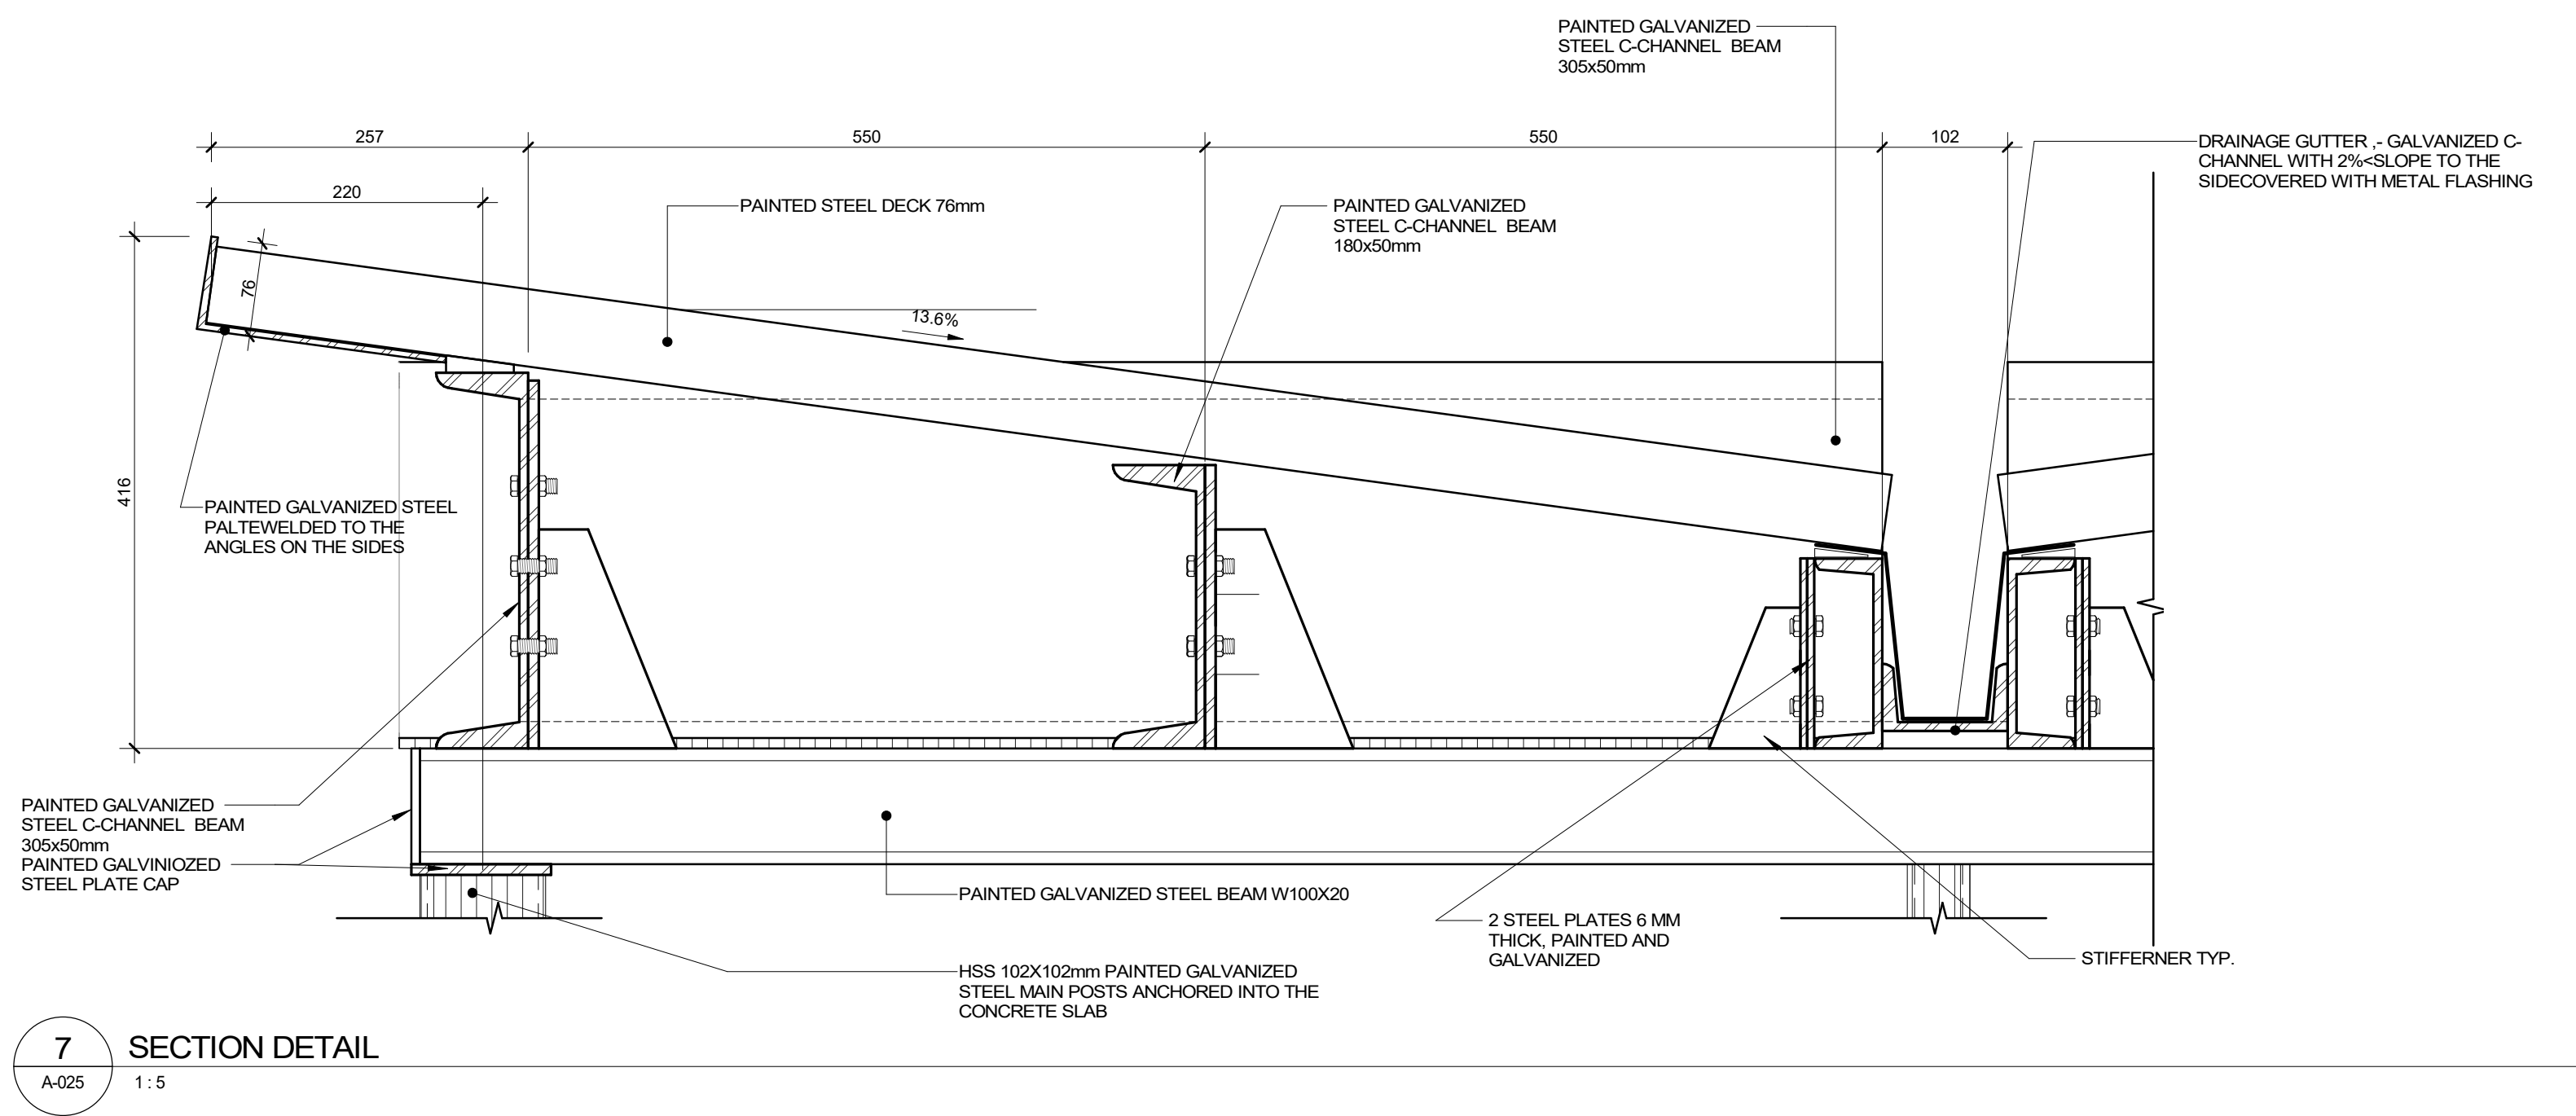 PAINTED GALVANIZED
STEEL C-CHANNEL BEAM
305x50mm
257
550
550
102
DRAINAGE GUTTER ,- GALVANIZED C-
CHANNEL WITH 2%<SLOPE TO THE
SIDECOVERED WITH METAL FLASHING
220
PAINTED STEEL DECK 76mm
PAINTED GALVANIZED
STEEL C-CHANNEL BEAM
180x50mm
76
13.6%
416
PAINTED GALVANIZED STEEL
PALTEWELDED TO THE
ANGLES ON THE SIDES
PAINTED GALVANIZED
STEEL C-CHANNEL BEAM
305x50mm
PAINTED GALVINIOZED
STEEL PLATE CAP
PAINTED GALVANIZED STEEL BEAM W100X20
2 STEEL PLATES 6 MM
THICK, PAINTED AND
GALVANIZED
STIFFERNER TYP.
HSS 102X102mm PAINTED GALVANIZED
STEEL MAIN POSTS ANCHORED INTO THE
CONCRETE SLAB
7
SECTION DETAIL
A-025
1 : 5